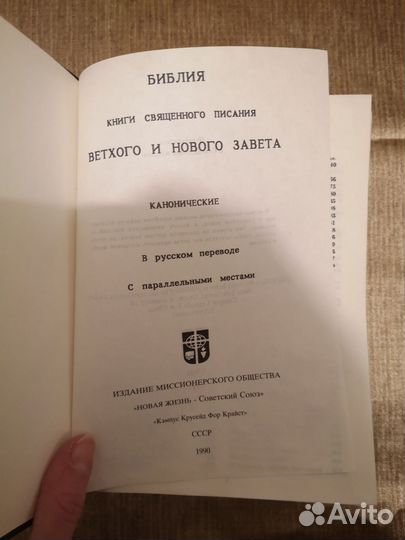 БИБЛИЯ
КНИГИ СВЯЩЕННОГО ПИСАНИЯ
ВЕТХОГО И НОВОГО ЗАВЕТА
КАНОНИЧЕСКИЕ
В русском переводе
С параллельными местами
ИЗДАНИЕ МИССИОНЕРСКОГО ОБЩЕСТВА
«НОВАЯ ЖИЗНЬ - Советский Союз»
«Кампус Крусейд Фор Крайст»
СССР
1990
Avito